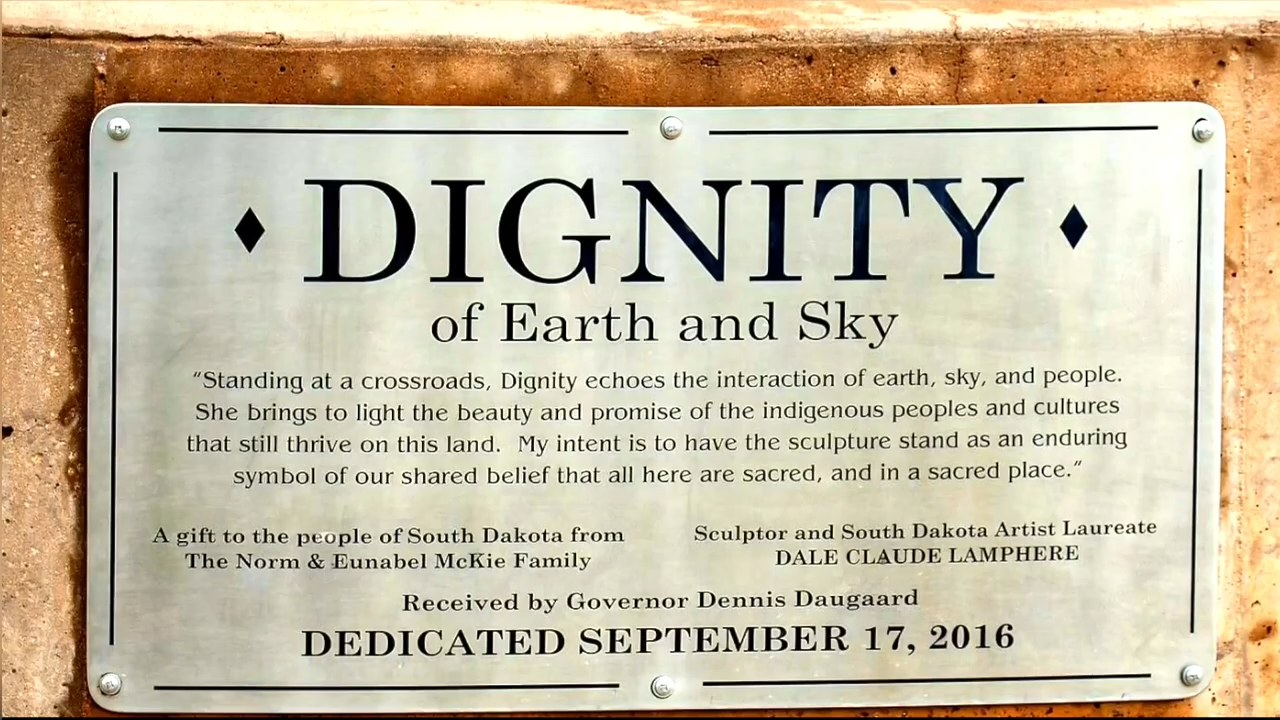 DIGNITY
of Earth and Sky
“Standing at a crossroads, Dignity echoes the interaction of earth, sky, and people.
She brings to light the beauty and promise of the indigenous peoples and cultures
that still thrive on this land. My intent is to have the sculpture stand as an enduring
symbol of our shared belief that all here are sacred, and in a sacred place.”
A gift to the people of South Dakota from
The Norm & Eunabel McKie Family
Sculptor and South Dakota Artist Laureate
DALE CLAUDE LAMPHERE
Received by Governor Dennis Daugaard
DEDICATED SEPTEMBER 17, 2016